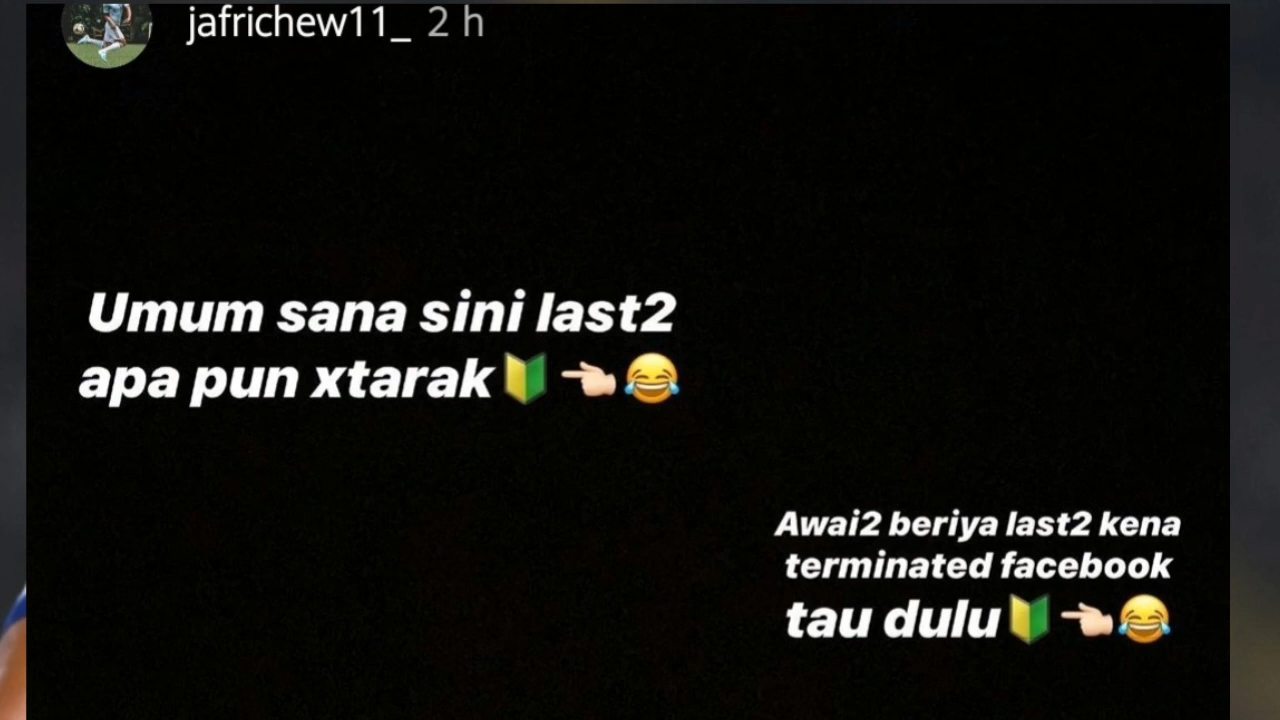 jafrichew11_ 2 h
Umum sana sini last2
apa pun xtarak🔰👈🏻😂
Awai2 beriya last2 kena
terminated facebook
tau dulu🔰👈🏻😂